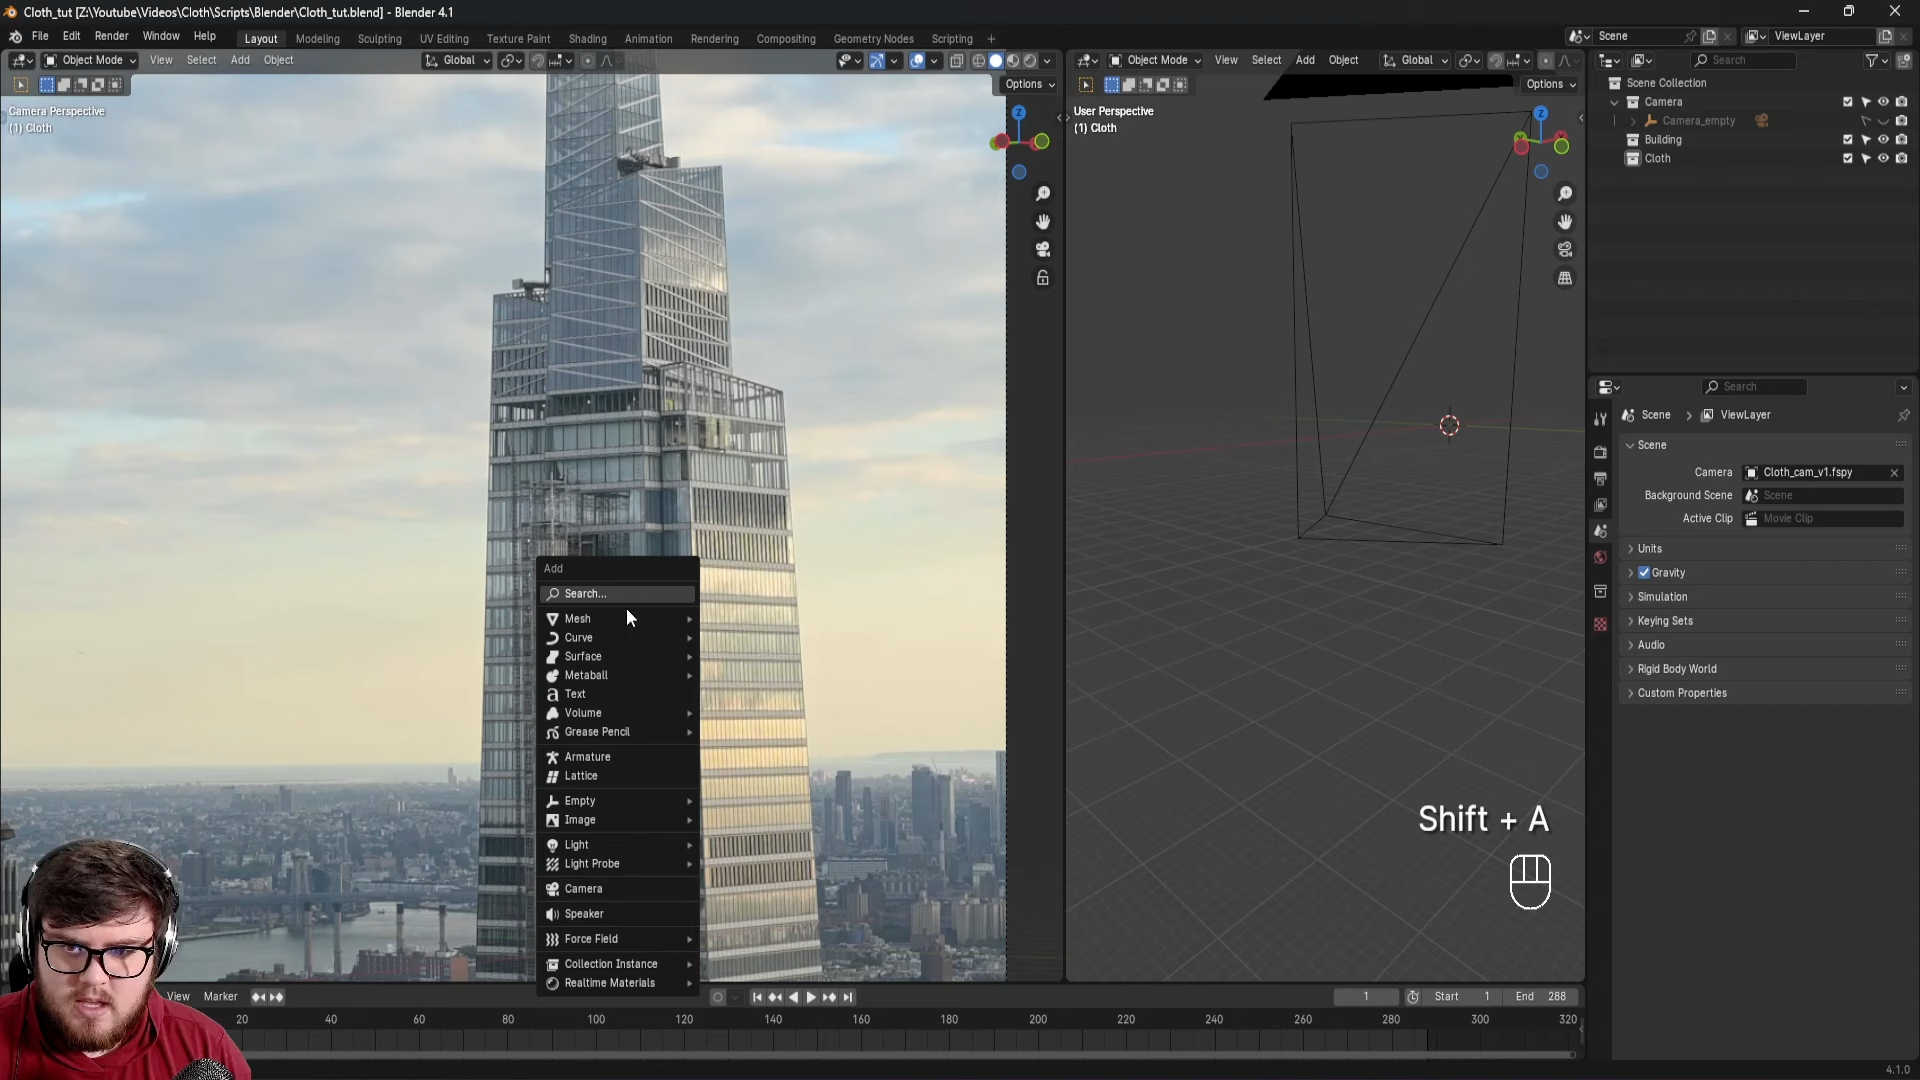 Cloth_tut [Z:\Youtube\Videos\Cloth\Scripts\Blender\Cloth_tut.blend] - Blender 4.1
File Edit Render Window Help Layout Modeling Sculpting UV Editing Texture Paint Shading Animation Rendering Compositing Geometry Nodes Scripting + Scene ViewLayer
Object Mode View Select Add Object Global
Object Mode View Select Add Object Global
Search
Options
Options
Camera Perspective
(1) Cloth
User Perspective
(1) Cloth
Z
Z
Scene Collection
Camera
Camera_empty
Building
Cloth
Search
Scene > ViewLayer
Scene
Camera Cloth_cam_v1.fspy
Background Scene Scene
Active Clip Movie Clip
Units
Gravity
Simulation
Keying Sets
Audio
Rigid Body World
Custom Properties
Add
Search...
Mesh
Curve
Surface
Metaball
Text
Volume
Grease Pencil
Armature
Lattice
Empty
Image
Light
Light Probe
Camera
Speaker
Force Field
Collection Instance
Realtime Materials
Shift + A
View Marker 1 Start 1 End 288
20 40 60 80 100 120 140 160 180 200 220 240 260 280 300 320
4.1.0